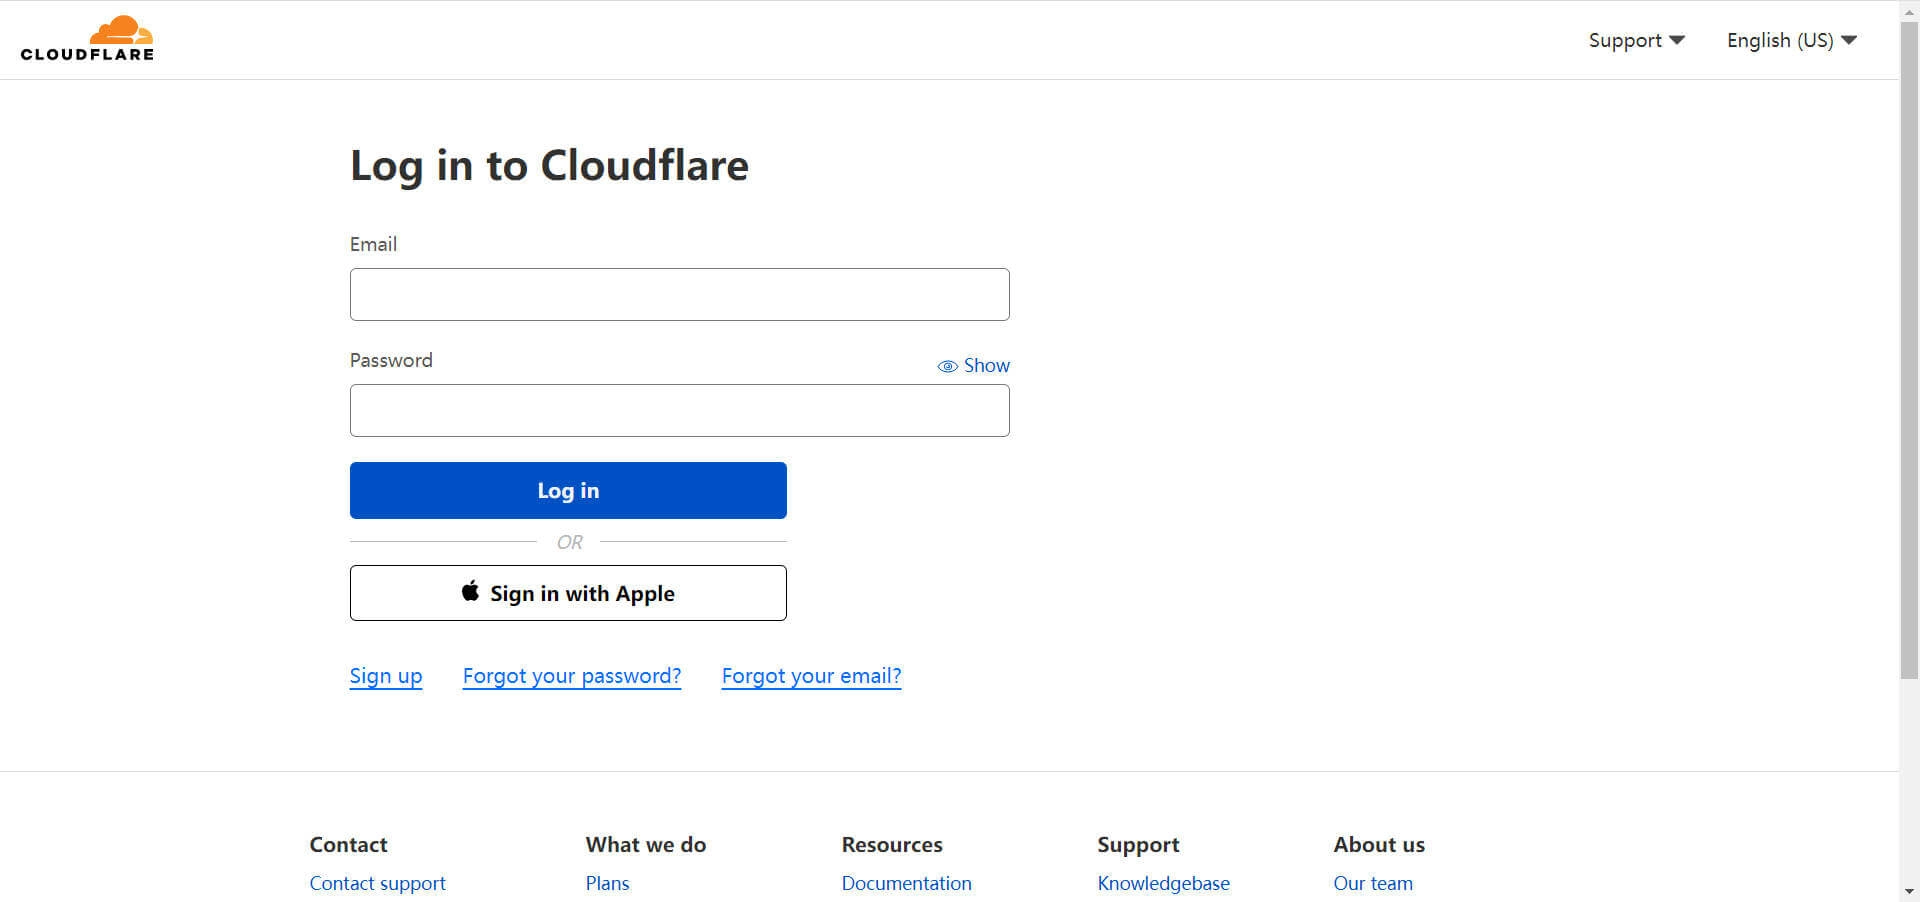 CLOUDFLARE
Support
English (US)
Log in to Cloudflare
Email
Password
Show
Log in
OR
Sign in with Apple
Sign up
Forgot your password?
Forgot your email?
Contact
What we do
Resources
Support
About us
Contact support
Plans
Documentation
Knowledgebase
Our team